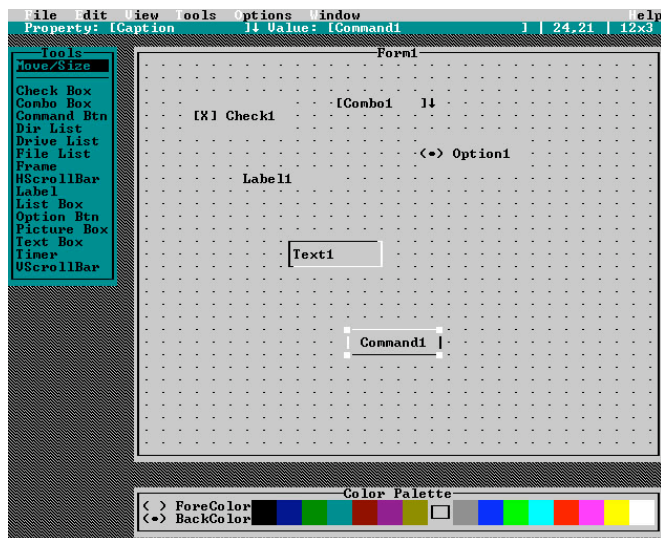 File Edit View Tools Options Window Help
Property: [Caption ]↓ Value: [Command1 ] | 24,21 | 12x3
Tools
Move/Size
Check Box
Combo Box
Command Btn
Dir List
Drive List
File List
Frame
HScrollBar
Label
List Box
Option Btn
Picture Box
Text Box
Timer
VScrollBar
Form1
[Combo1 ]↓
[X] Check1
(•) Option1
Label1
Text1
Command1
Color Palette
( ) ForeColor
(•) BackColor